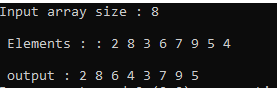 Input array size : 8
Elements : : 2 8 3 6 7 9 5 4
output : 2 8 6 4 3 7 9 5